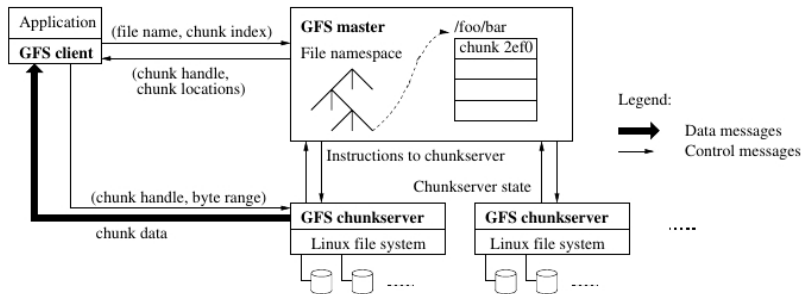 Application
GFS client
(file name, chunk index)
(chunk handle,
chunk locations)
GFS master
File namespace
/foo/bar
chunk 2ef0
Legend:
Data messages
Control messages
Instructions to chunkserver
Chunkserver state
(chunk handle, byte range)
chunk data
GFS chunkserver
Linux file system
GFS chunkserver
Linux file system